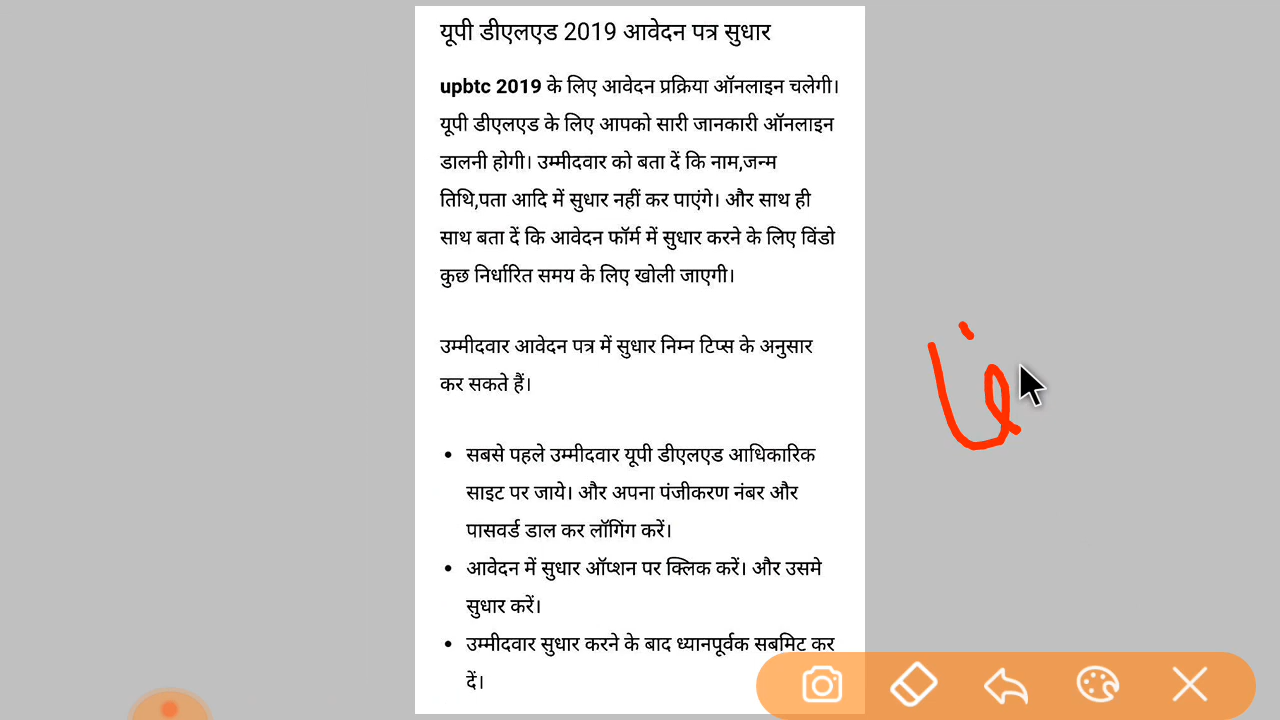 यूपी डीएलएड 2019 आवेदन पत्र सुधार
upbtc 2019 के लिए आवेदन प्रक्रिया ऑनलाइन चलेगी।
यूपी डीएलएड के लिए आपको सारी जानकारी ऑनलाइन
डालनी होगी। उम्मीदवार को बता दें कि नाम,जन्म
तिथि,पता आदि में सुधार नहीं कर पाएंगे। और साथ ही
साथ बता दें कि आवेदन फॉर्म में सुधार करने के लिए विंडो
कुछ निर्धारित समय के लिए खोली जाएगी।
उम्मीदवार आवेदन पत्र में सुधार निम्न टिप्स के अनुसार
कर सकते हैं।
• सबसे पहले उम्मीदवार यूपी डीएलएड आधिकारिक
साइट पर जाये। और अपना पंजीकरण नंबर और
पासवर्ड डाल कर लॉगिंग करें।
• आवेदन में सुधार ऑप्शन पर क्लिक करें। और उसमे
सुधार करें।
• उम्मीदवार सुधार करने के बाद ध्यानपूर्वक सबमिट कर
दें।